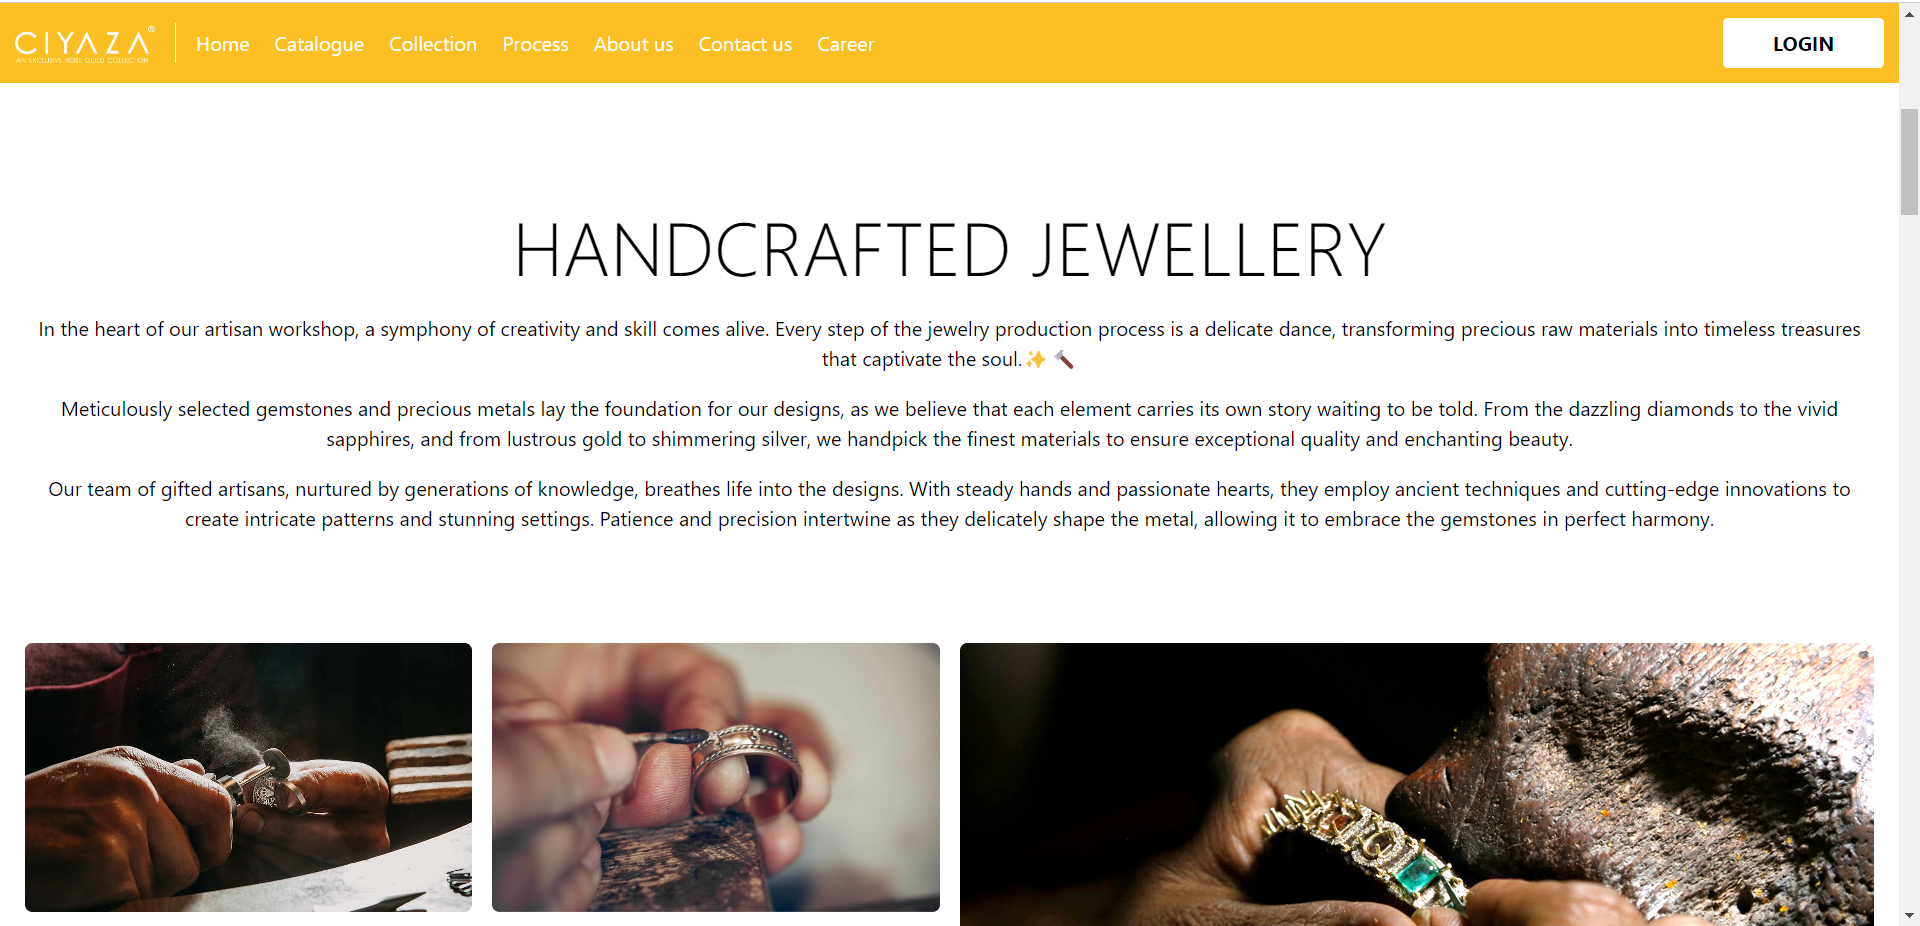 CIYAZA®
AN EXCLUSIVE ROSE GOLD COLLECTION
Home Catalogue Collection Process About us Contact us Career
LOGIN
HANDCRAFTED JEWELLERY
In the heart of our artisan workshop, a symphony of creativity and skill comes alive. Every step of the jewelry production process is a delicate dance, transforming precious raw materials into timeless treasures
that captivate the soul.✨ 🔨
Meticulously selected gemstones and precious metals lay the foundation for our designs, as we believe that each element carries its own story waiting to be told. From the dazzling diamonds to the vivid
sapphires, and from lustrous gold to shimmering silver, we handpick the finest materials to ensure exceptional quality and enchanting beauty.
Our team of gifted artisans, nurtured by generations of knowledge, breathes life into the designs. With steady hands and passionate hearts, they employ ancient techniques and cutting-edge innovations to
create intricate patterns and stunning settings. Patience and precision intertwine as they delicately shape the metal, allowing it to embrace the gemstones in perfect harmony.